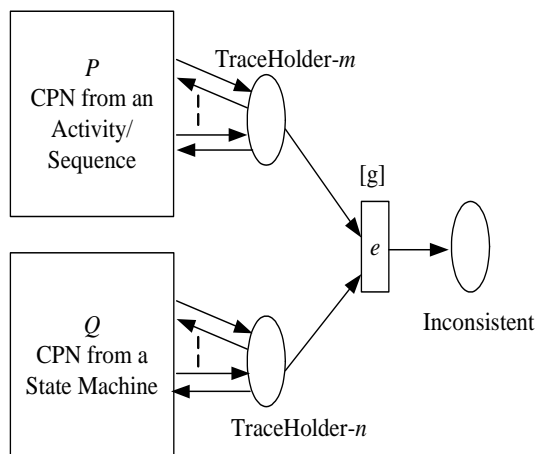 P
CPN from an
Activity/
Sequence
TraceHolder-m
[g]
e
Inconsistent
Q
CPN from a
State Machine
TraceHolder-n